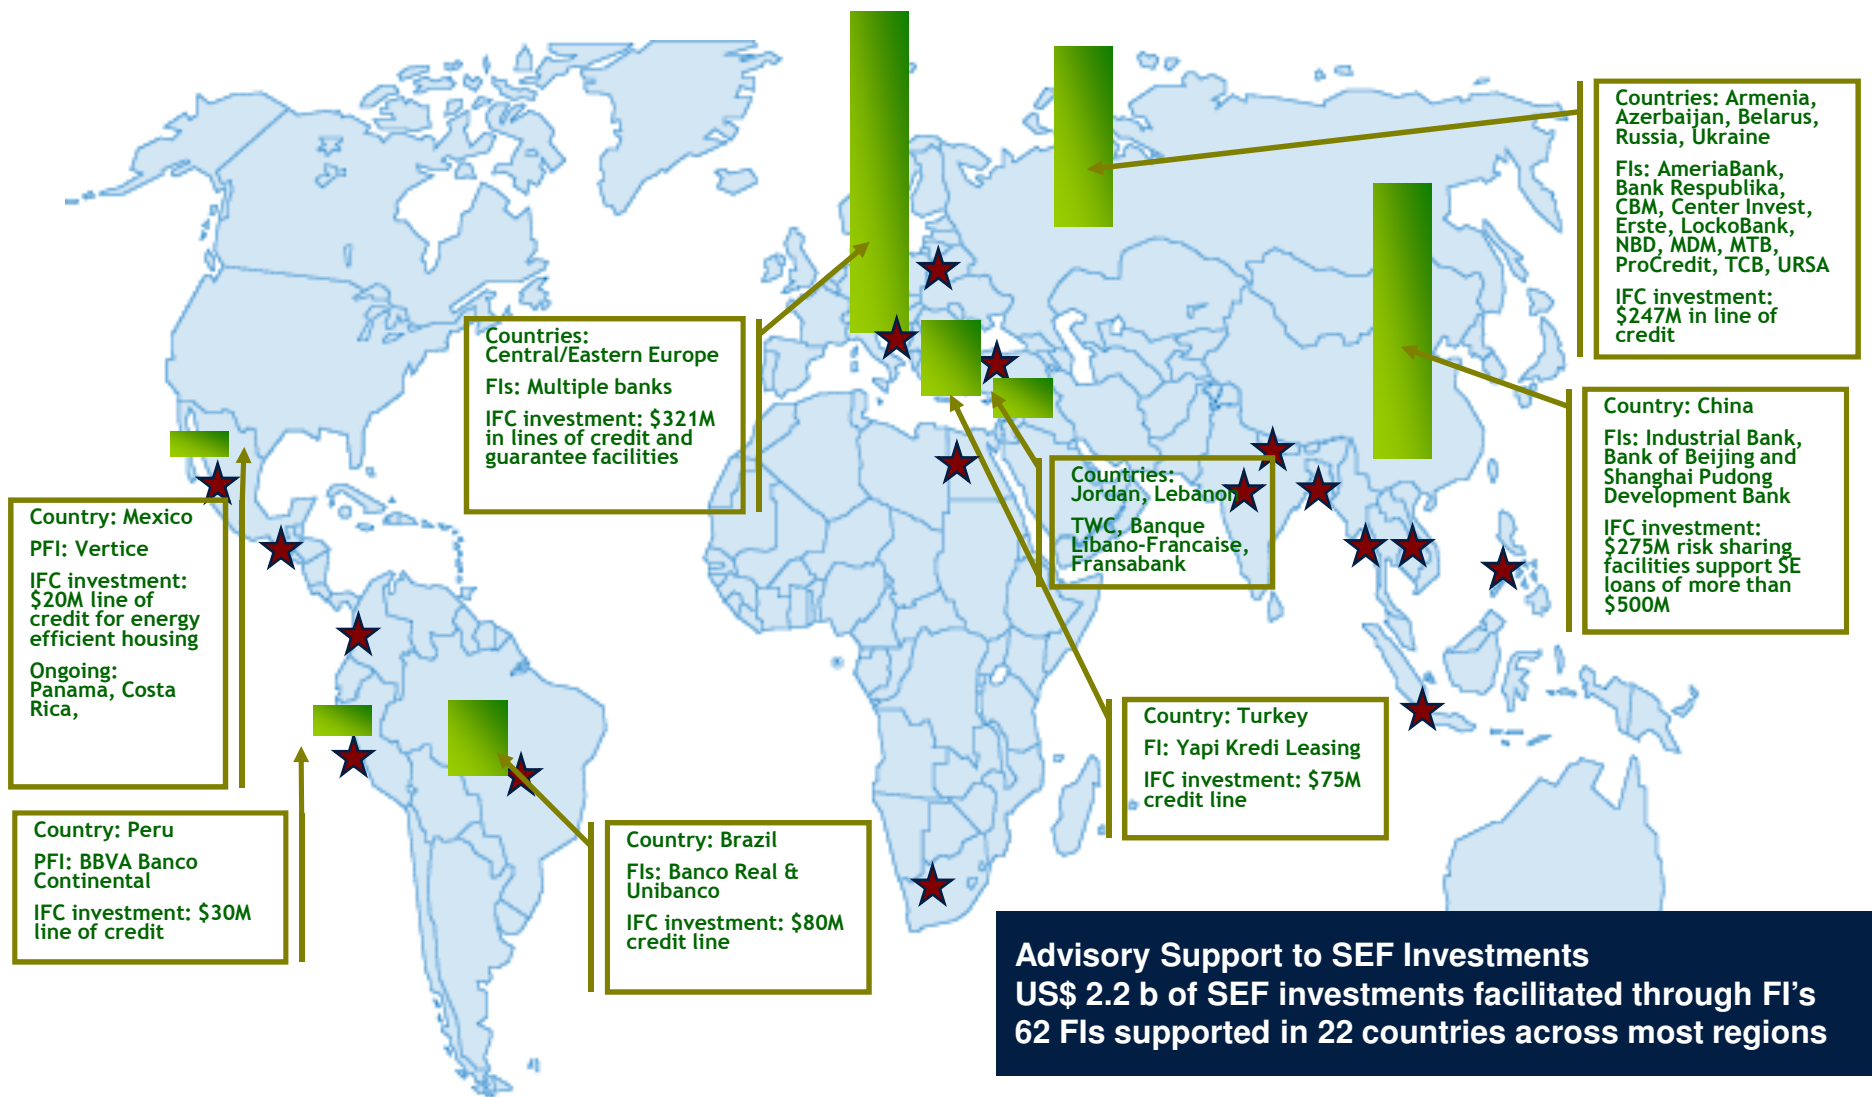 Countries: Armenia,
Azerbaijan, Belarus,
Russia, Ukraine
FIs: AmeriaBank,
Bank Respublika,
CBM, Center Invest,
Erste, LockoBank,
NBD, MDM, MTB,
ProCredit, TCB, URSA
IFC investment:
$247M in line of
credit
Countries:
Central/Eastern Europe
FIs: Multiple banks
IFC investment: $321M
in lines of credit and
guarantee facilities
Country: China
FIs: Industrial Bank,
Bank of Beijing and
Shanghai Pudong
Development Bank
IFC investment:
$275M risk sharing
facilities support SE
loans of more than
$500M
Countries:
Jordan, Lebanon
TWC, Banque
Libano-Francaise,
Fransabank
Country: Mexico
PFI: Vertice
IFC investment:
$20M line of
credit for energy
efficient housing
Ongoing:
Panama, Costa
Rica,
Country: Turkey
FI: Yapi Kredi Leasing
IFC investment: $75M
credit line
Country: Peru
PFI: BBVA Banco
Continental
IFC investment: $30M
line of credit
Country: Brazil
FIs: Banco Real &
Unibanco
IFC investment: $80M
credit line
Advisory Support to SEF Investments
US$ 2.2 b of SEF investments facilitated through FI’s
62 FIs supported in 22 countries across most regions